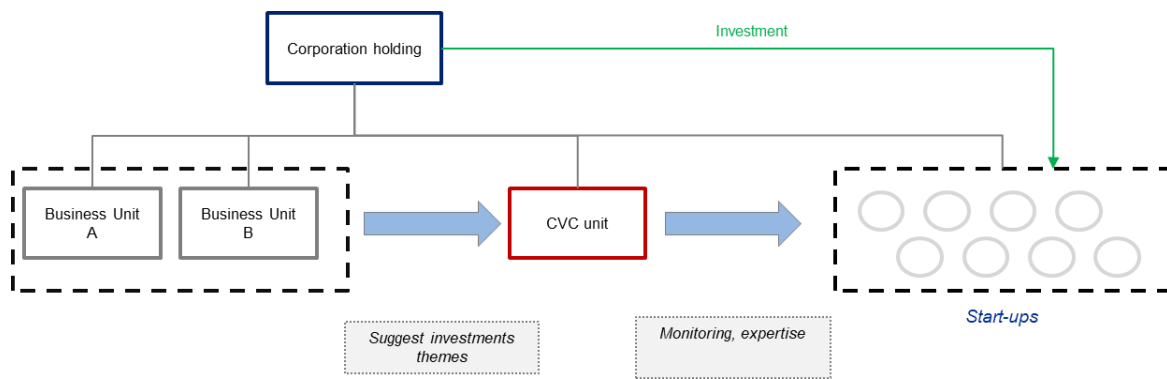 Corporation holding
Investment
Business Unit
A
Business Unit
B
CVC unit
Start-ups
Suggest investments
themes
Monitoring, expertise